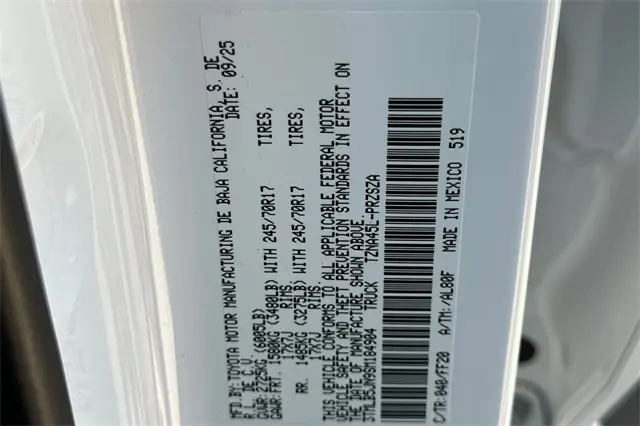 MFD.BY:TOYOTA MOTOR MANUFACTURING DE BAJA CALIFORNIA, S. DE
R. L. DE C. V. DATE: 09/25
GVWR: 2725KG (6005LB)
GAWR: FRT. 1580KG (3480LB) WITH 245/70R17 TIRES,
17X7J RIMS.
RR. 1485KG (3275LB) WITH 245/70R17 TIRES,
17X7J RIMS.
THIS VEHICLE CONFORMS TO ALL APPLICABLE FEDERAL MOTOR
VEHICLE SAFETY AND THEFT PREVENTION STANDARDS IN EFFECT ON
THE DATE OF MANUFACTURE SHOWN ABOVE.
3TMLB5JN9SM184904 TRUCK TZNA45L-PRZSZA
C/TR: 040/FF20 A/TM: /AL00F MADE IN MEXICO 519